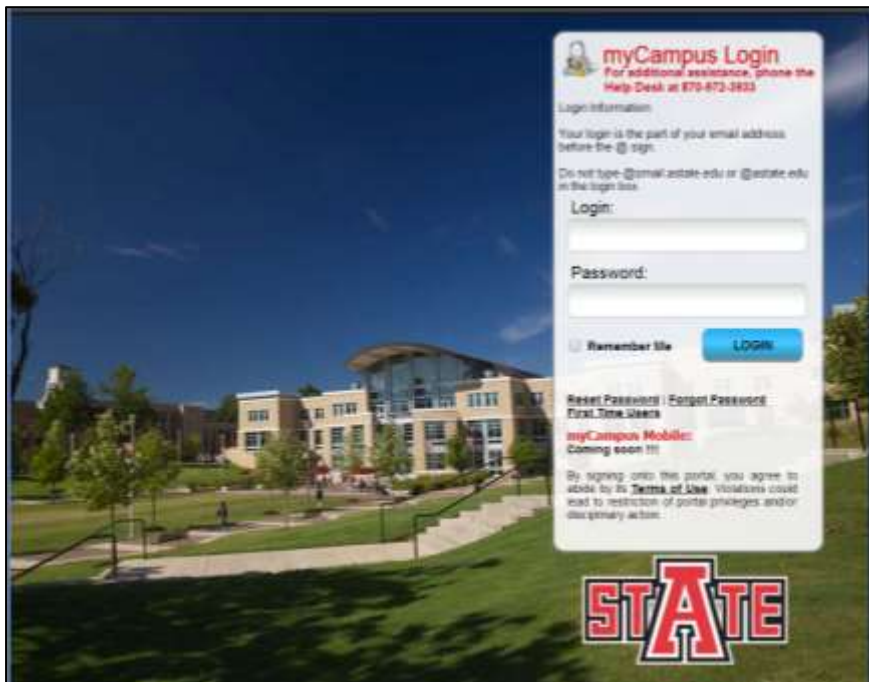 myCampus Login
For additional assistance, phone the
Help Desk at 870-972-3933
Login Information
Your login is the part of your email address
before the @ sign.
Do not type @smail.astate.edu or @astate.edu
in the login box.
Login:
Password:
Remember Me
LOGIN
Reset Password | Forgot Password
First Time Users
myCampus Mobile:
Coming soon !!!
By signing onto this portal, you agree to
abide by its Terms of Use. Violations could
lead to restriction of portal privileges and/or
disciplinary action.
STATE